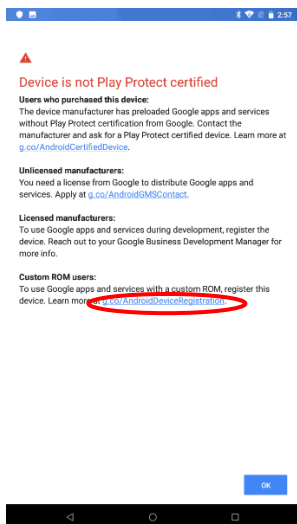 2:57
Device is not Play Protect certified
Users who purchased this device:
The device manufacturer has preloaded Google apps and services
without Play Protect certification from Google. Contact the
manufacturer and ask for a Play Protect certified device. Learn more at
g.co/AndroidCertifiedDevice.
Unlicensed manufacturers:
You need a license from Google to distribute Google apps and
services. Apply at g.co/AndroidGMSContact.
Licensed manufacturers:
To use Google apps and services during development, register the
device. Reach out to your Google Business Development Manager for
more info.
Custom ROM users:
To use Google apps and services with a custom ROM, register this
device. Learn more at g.co/AndroidDeviceRegistration.
OK